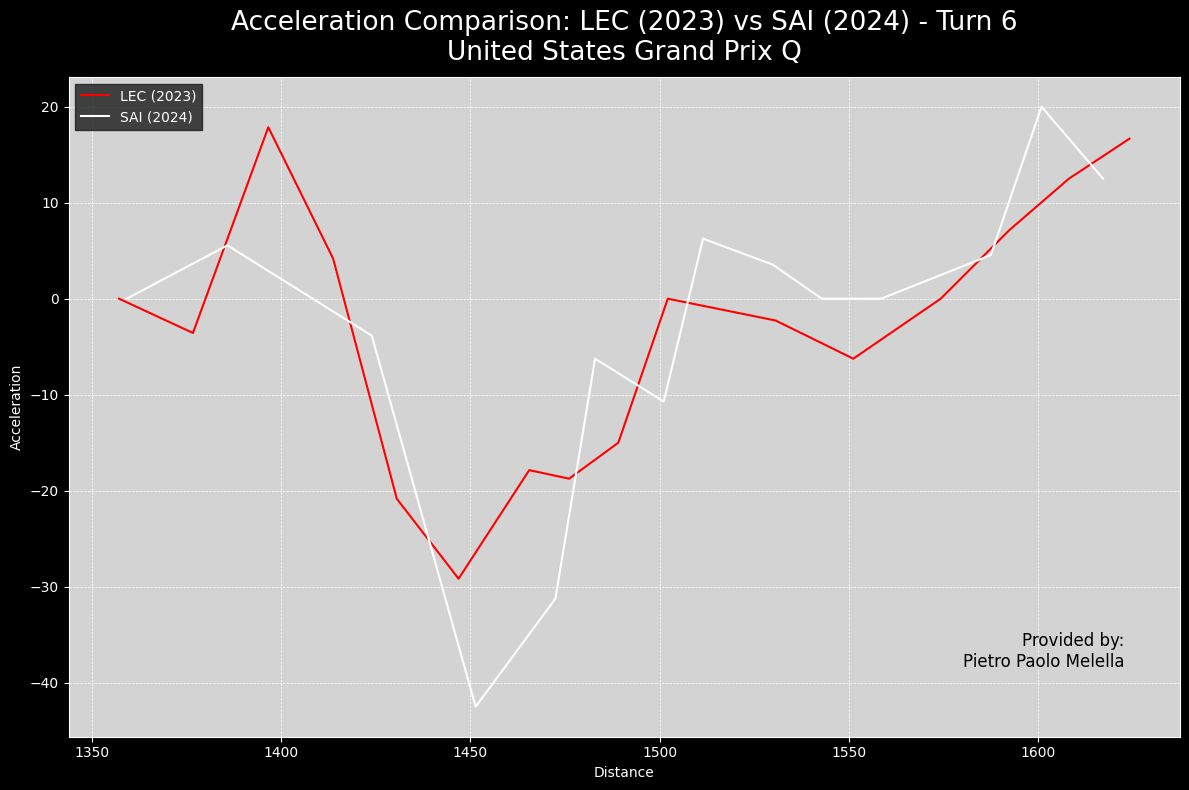 Acceleration Comparison: LEC (2023) vs SAI (2024) - Turn 6
United States Grand Prix Q
LEC (2023)
SAI (2024)
20
10
0
−10
−20
−30
−40
Acceleration
Provided by:
Pietro Paolo Melella
1350
1400
1450
1500
1550
1600
Distance